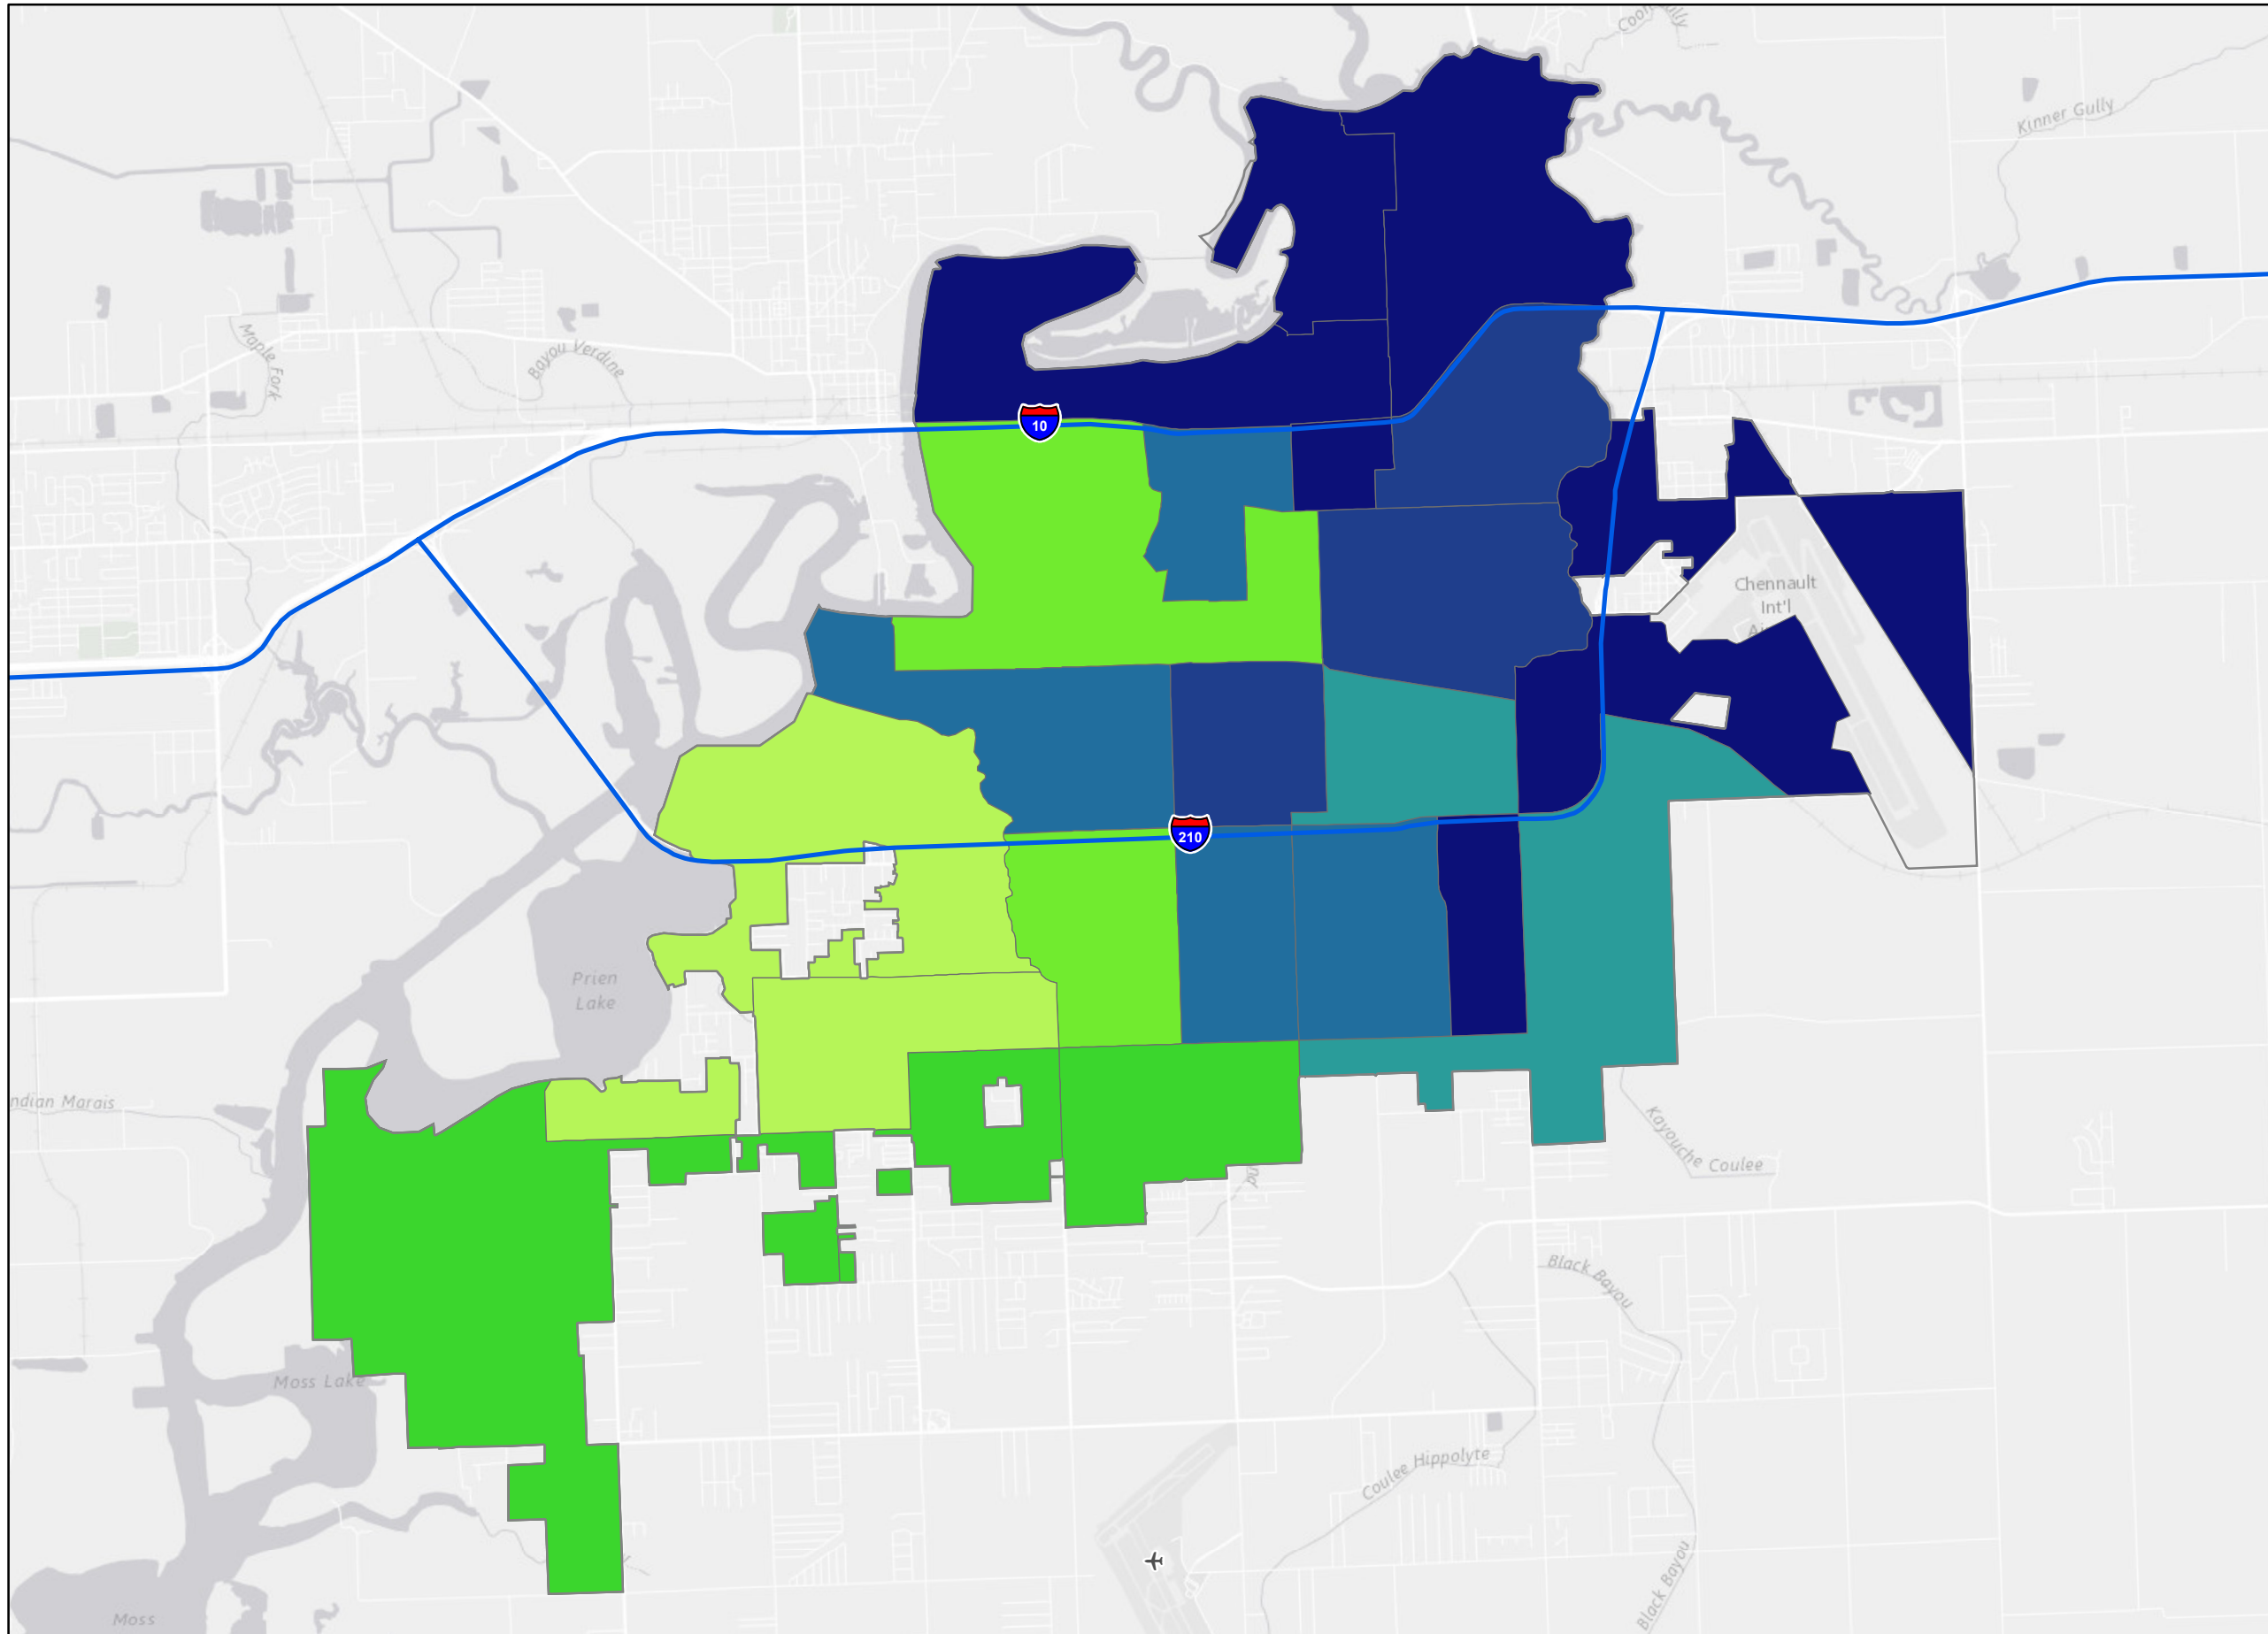 Kinner Gully
Maple Fork
Bayou Verdine
10
Chennault
Int'l
210
Prien
Lake
ndian Marais
Kayouche Coulee
Black Bayou
Moss Lake
Coulee Hippolyte
Black Bayou
Moss